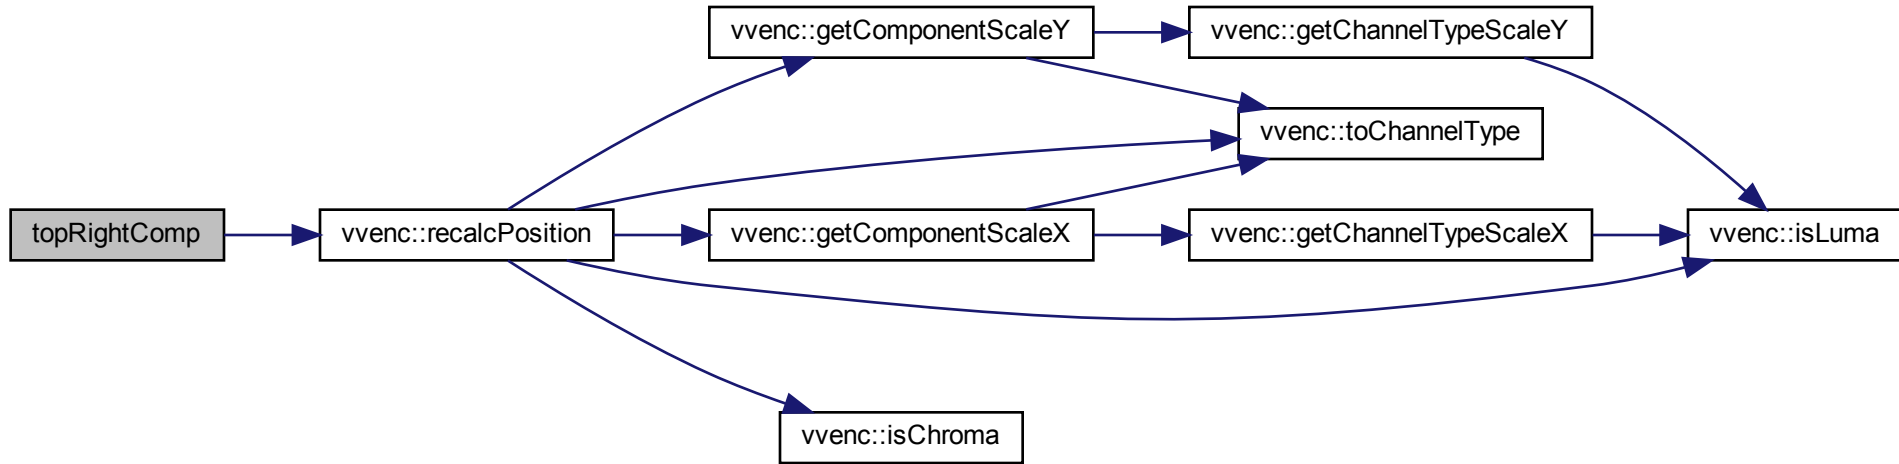 vvenc::getComponentScaleY
vvenc::getChannelTypeScaleY
vvenc::toChannelType
topRightComp
vvenc::recalcPosition
vvenc::getComponentScaleX
vvenc::getChannelTypeScaleX
vvenc::isLuma
vvenc::isChroma